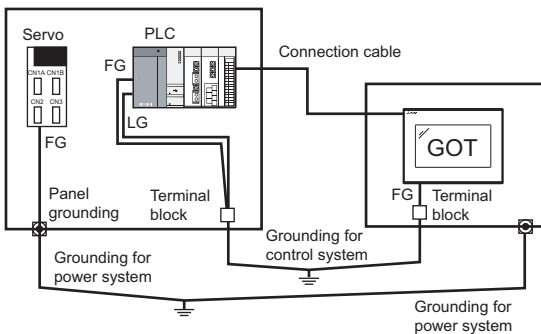 Servo
PLC
CN1A CN1B
CN2 CN3
FG
FG
LG
Connection cable
GOT
FG
Terminal
block
Panel
grounding
Terminal
block
Grounding for
control system
Grounding for
power system
Grounding for
power system